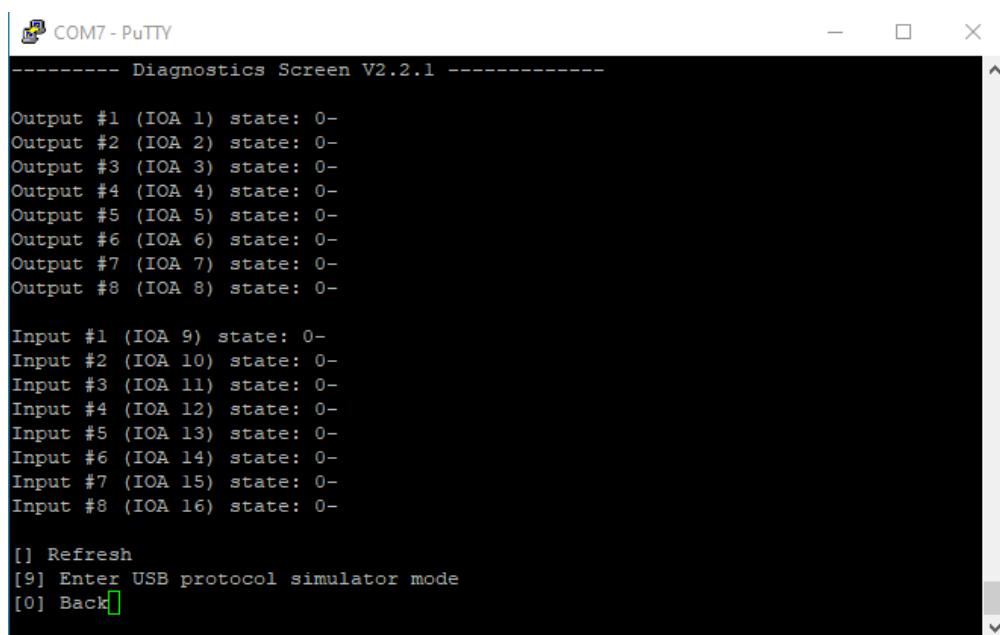 COM7 - PuTTY
--------- Diagnostics Screen V2.2.1 -------------
Output #1 (IOA 1) state: 0-
Output #2 (IOA 2) state: 0-
Output #3 (IOA 3) state: 0-
Output #4 (IOA 4) state: 0-
Output #5 (IOA 5) state: 0-
Output #6 (IOA 6) state: 0-
Output #7 (IOA 7) state: 0-
Output #8 (IOA 8) state: 0-
Input #1 (IOA 9) state: 0-
Input #2 (IOA 10) state: 0-
Input #3 (IOA 11) state: 0-
Input #4 (IOA 12) state: 0-
Input #5 (IOA 13) state: 0-
Input #6 (IOA 14) state: 0-
Input #7 (IOA 15) state: 0-
Input #8 (IOA 16) state: 0-
[] Refresh
[9] Enter USB protocol simulator mode
[0] Back